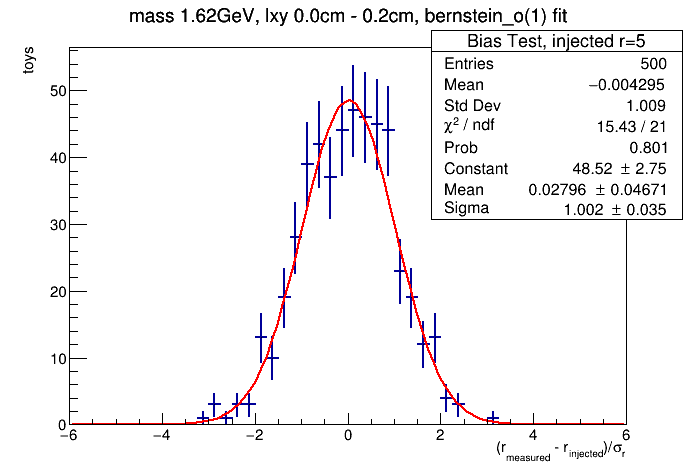 mass 1.62GeV, lxy 0.0cm - 0.2cm, bernstein_o(1) fit
toys
Bias Test, injected r=5
Entries 500
Mean −0.004295
Std Dev 1.009
χ² / ndf 15.43 / 21
Prob 0.801
Constant 48.52 ± 2.75
Mean 0.02796 ± 0.04671
Sigma 1.002 ± 0.035
50
40
30
20
10
0
−6 −4 −2 0 2 4 6
(r_measured - r_injected)/σ_r